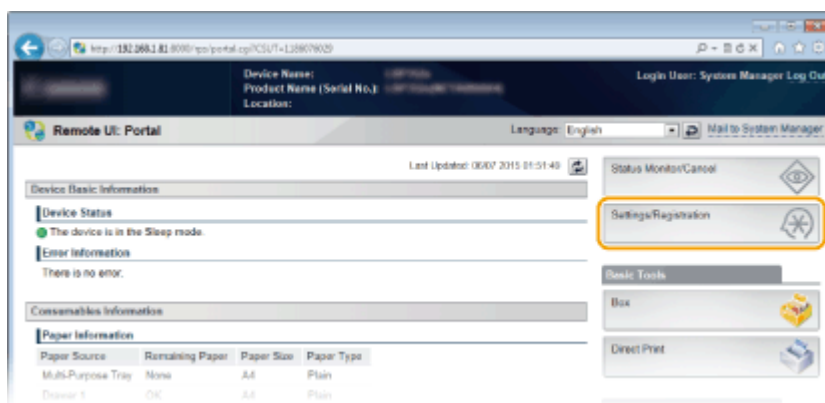 http://192.168.1.81:8000/rps/portal.cgi?CSUT=1186076029
Device Name:
Product Name (Serial No.):
Location:
Login User: System Manager Log Ou
Remote UI: Portal
Language: English
Mail to System Manager
Last Updated: 06/07 2015 01:51:48
Status Monitor/Cancel
Device Basic Information
Device Status
The device is in the Sleep mode.
Settings/Registration
Error Information
There is no error.
Basic Tools
Consumables Information
Box
Paper Information
Paper Source Remaining Paper Paper Size Paper Type
Multi-Purpose Tray None A4 Plain
Drawer 1 OK A4 Plain
Direct Print